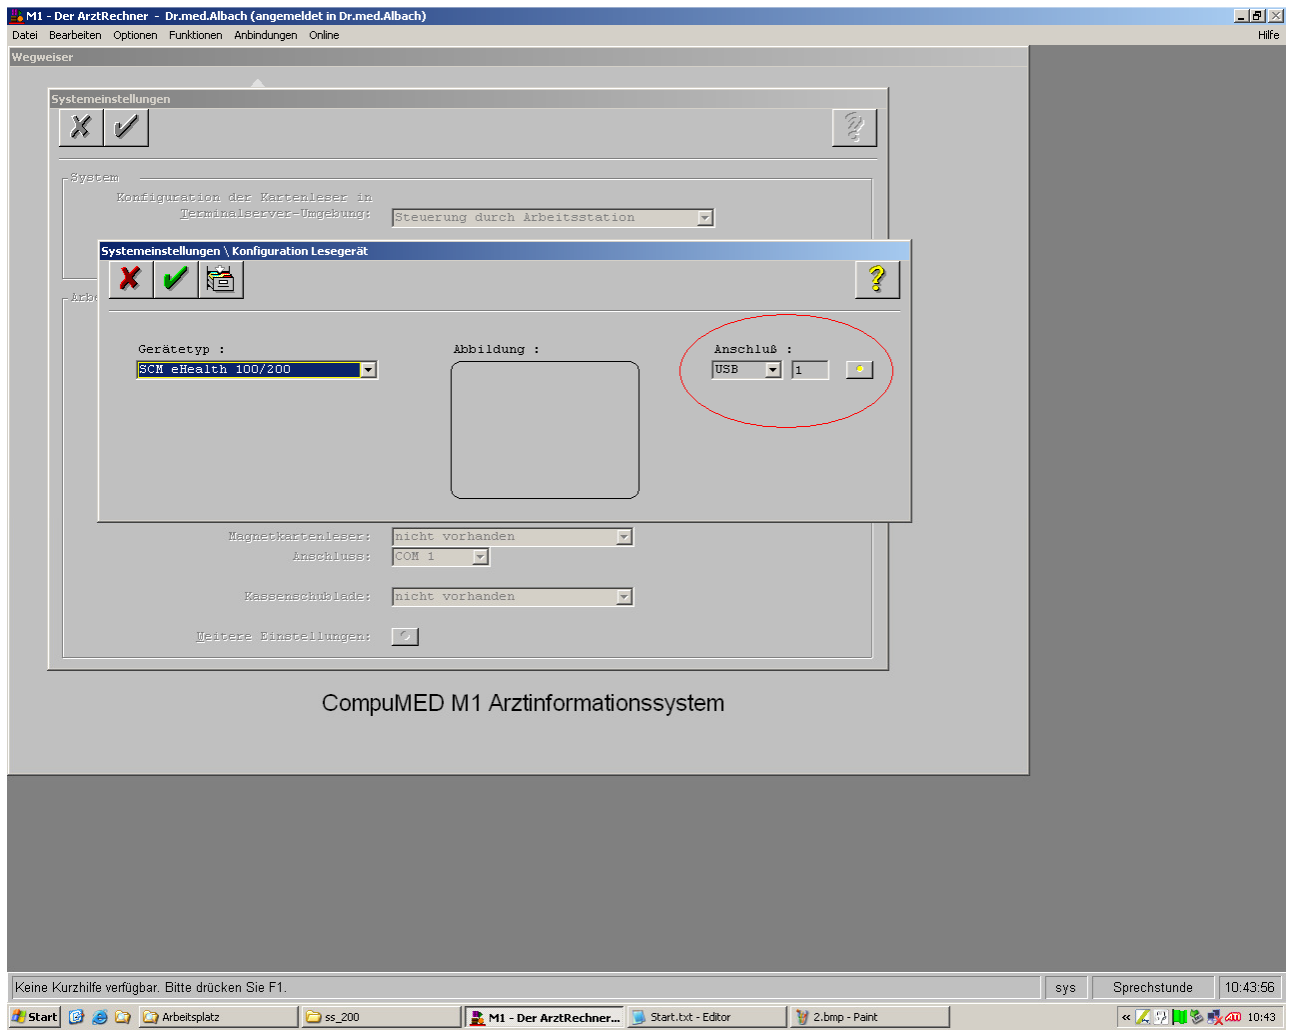 M1 - Der ArztRechner - Dr.med.Albach (angemeldet in Dr.med.Albach)
Datei Bearbeiten Optionen Funktionen Anbindungen Online Hilfe
Wegweiser
Systemeinstellungen
System
Konfiguration der Kartenleser in
Terminalserver-Umgebung: Steuerung durch Arbeitsstation
Systemeinstellungen \ Konfiguration Lesegerät
Arbe
Gerätetyp : Abbildung : Anschluß :
SCM eHealth 100/200 USB 1
Magnetkartenleser: nicht vorhanden
Anschluss: COM 1
Kassenschublade: nicht vorhanden
Weitere Einstellungen:
CompuMED M1 Arztinformationssystem
Keine Kurzhilfe verfügbar. Bitte drücken Sie F1. sys Sprechstunde 10:43:56
Start Arbeitsplatz ss_200 M1 - Der ArztRechner... Start.txt - Editor 2.bmp - Paint « 10:43